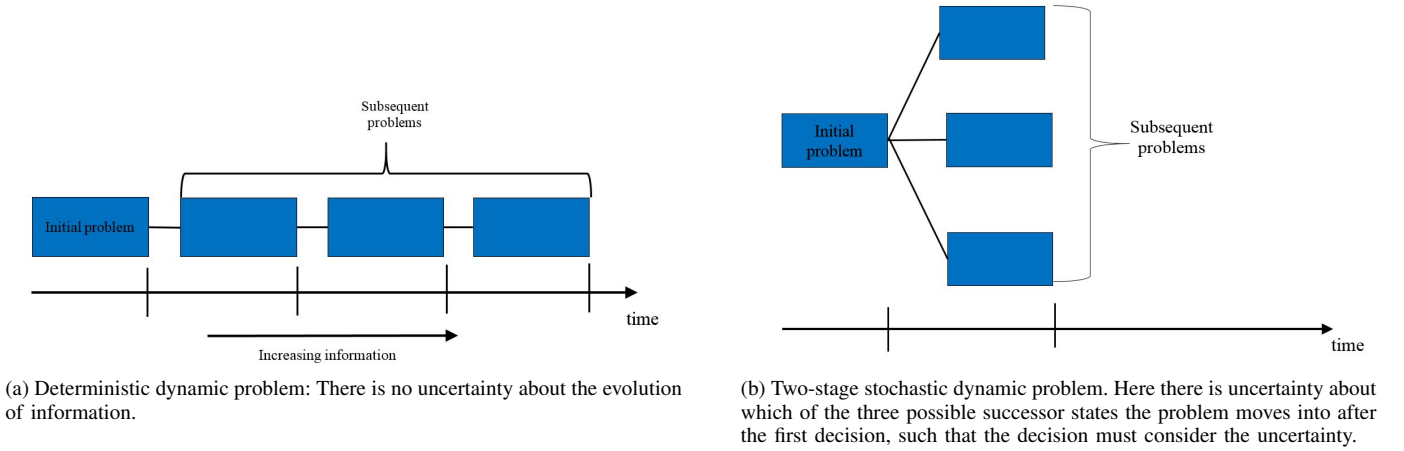 Subsequent
problems
Initial problem
time
Increasing information
(a) Deterministic dynamic problem: There is no uncertainty about the evolution
of information.
Initial
problem
Subsequent
problems
time
(b) Two-stage stochastic dynamic problem. Here there is uncertainty about
which of the three possible successor states the problem moves into after
the first decision, such that the decision must consider the uncertainty.